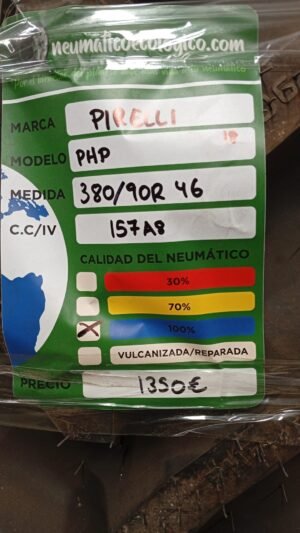 neumáticoecológico.com
MARCA PIRELLI
MODELO PHP
MEDIDA 380/90R 46
C.C/IV 157A8
CALIDAD DEL NEUMÁTICO
30%
70%
X 100%
VULCANIZADA/REPARADA
PRECIO 1350€